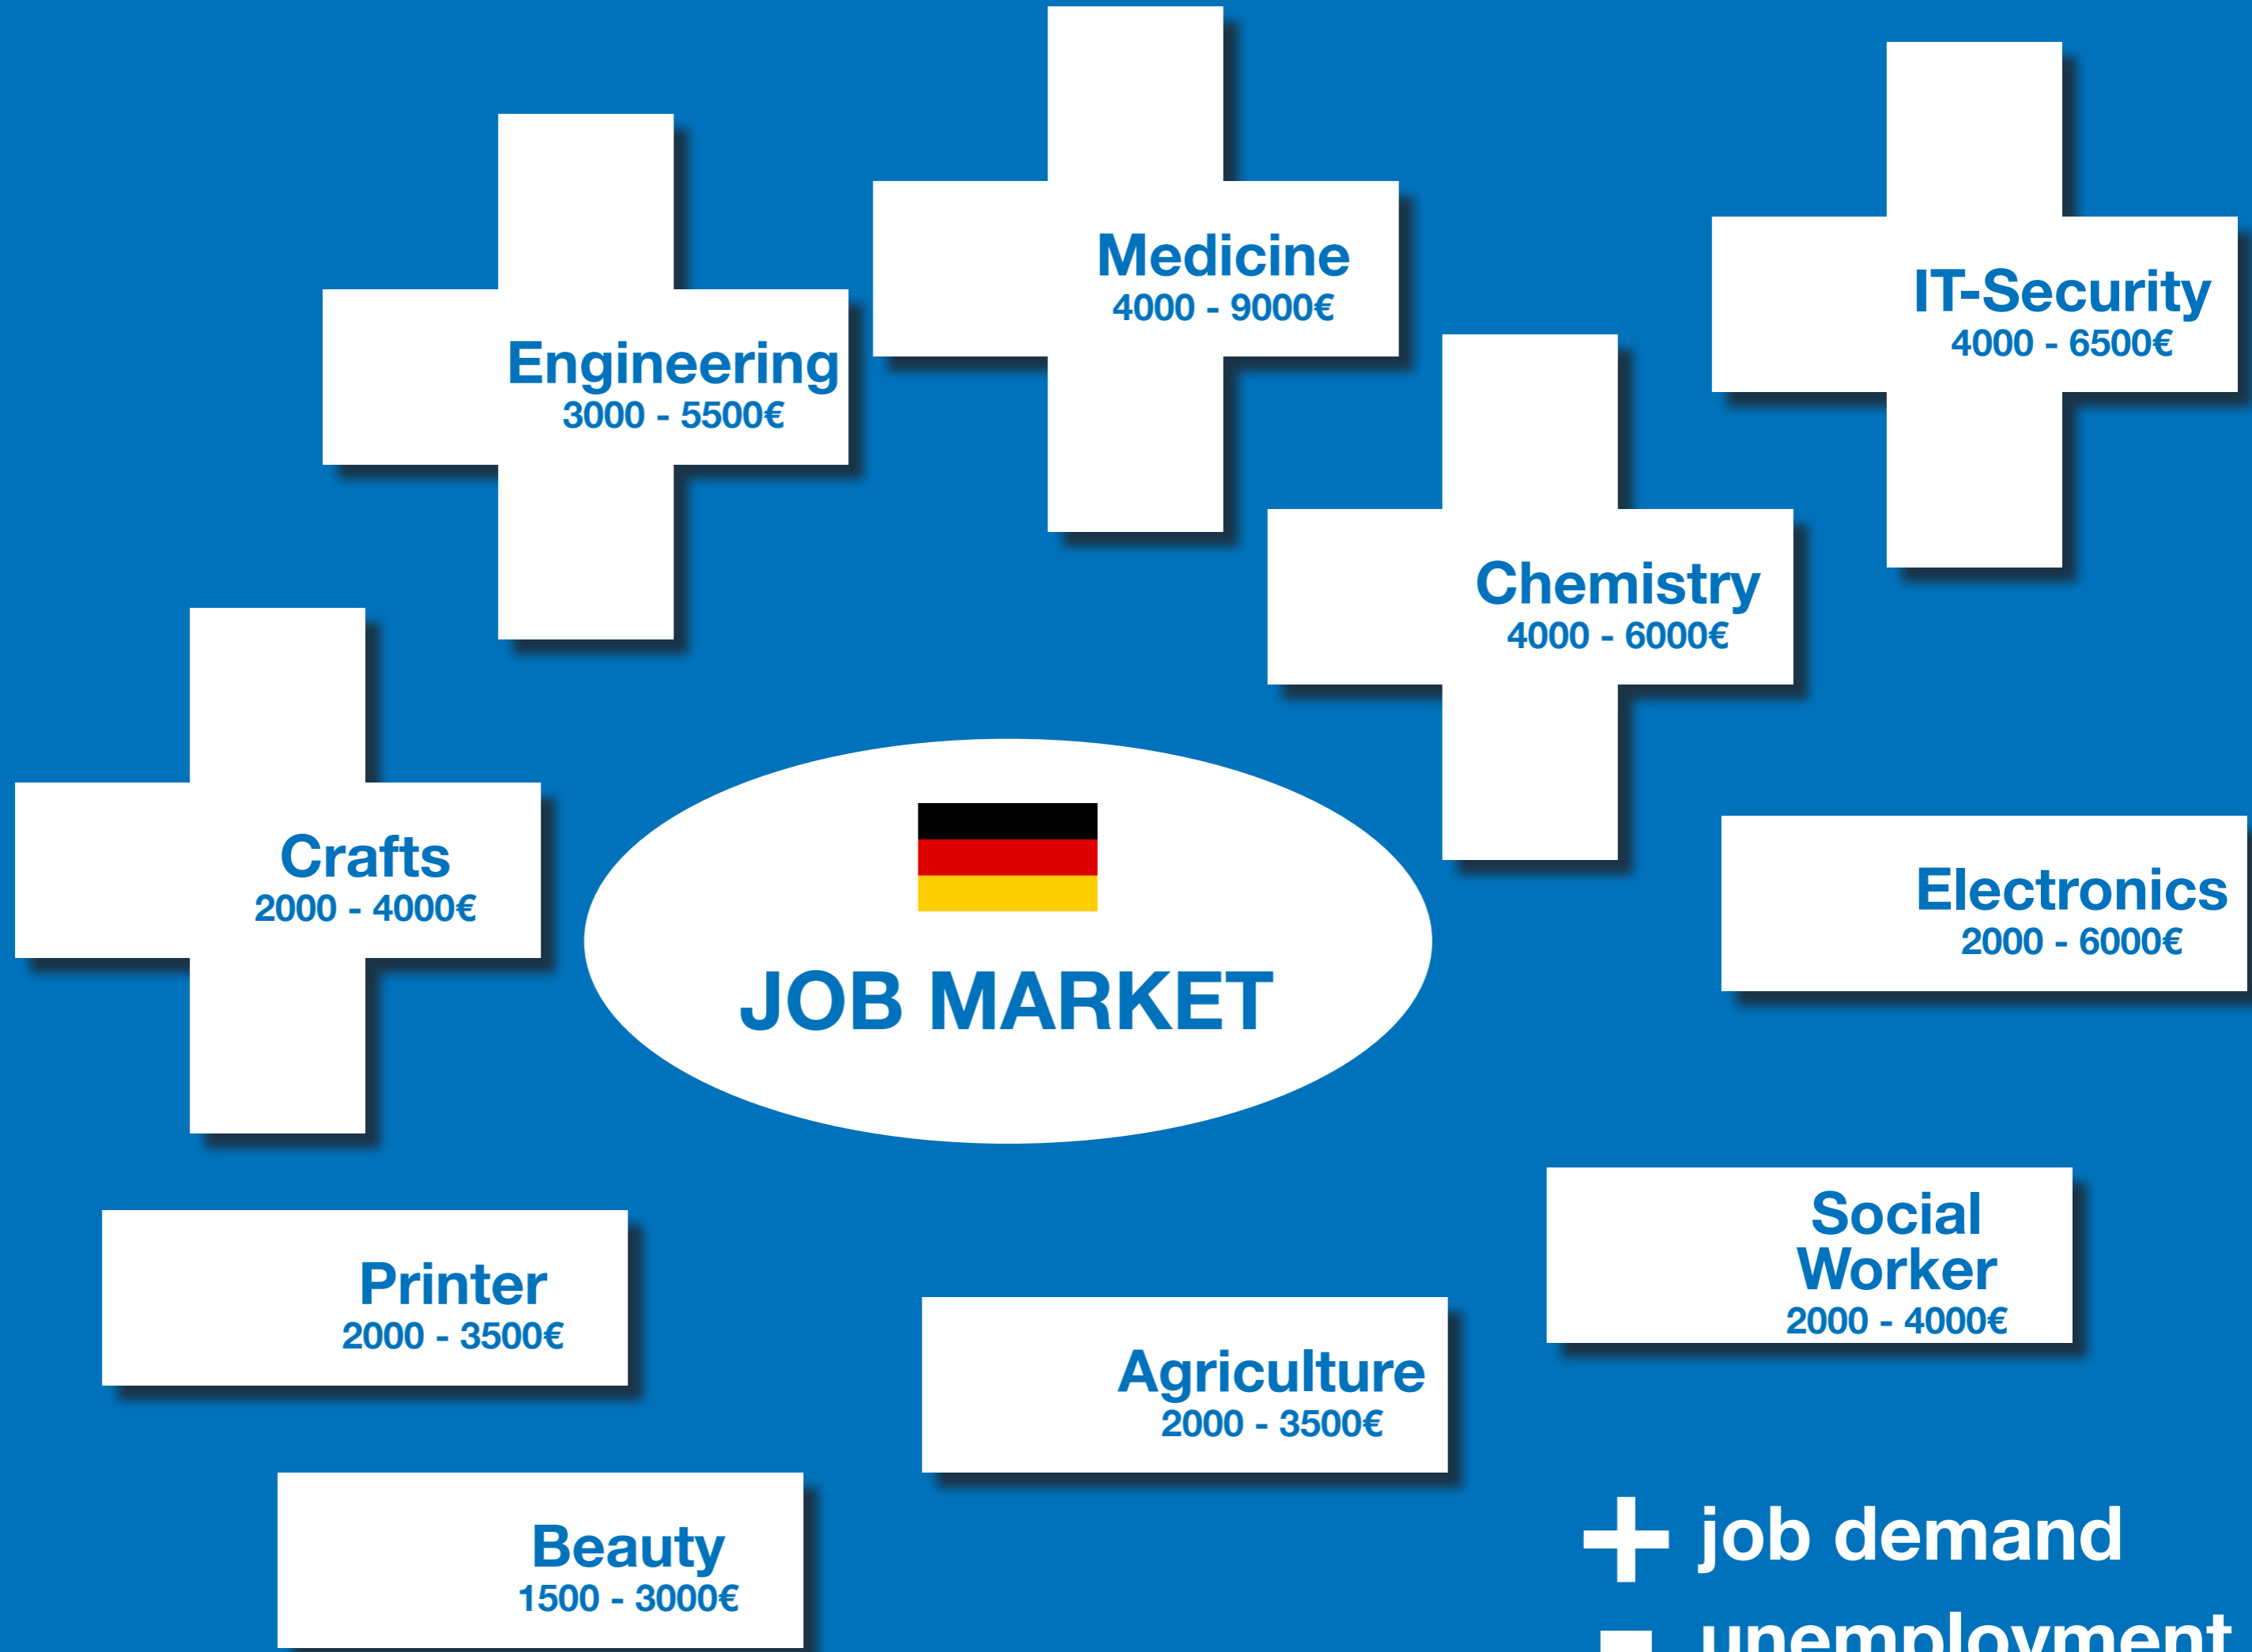 Medicine
4000 - 9000€
IT-Security
4000 - 6500€
Engineering
3000 - 5500€
Chemistry
4000 - 6000€
Crafts
2000 - 4000€
JOB MARKET
Electronics
2000 - 6000€
Social
Worker
2000 - 4000€
Printer
2000 - 3500€
Agriculture
2000 - 3500€
Beauty
1500 - 3000€
+ job demand
- unemployment